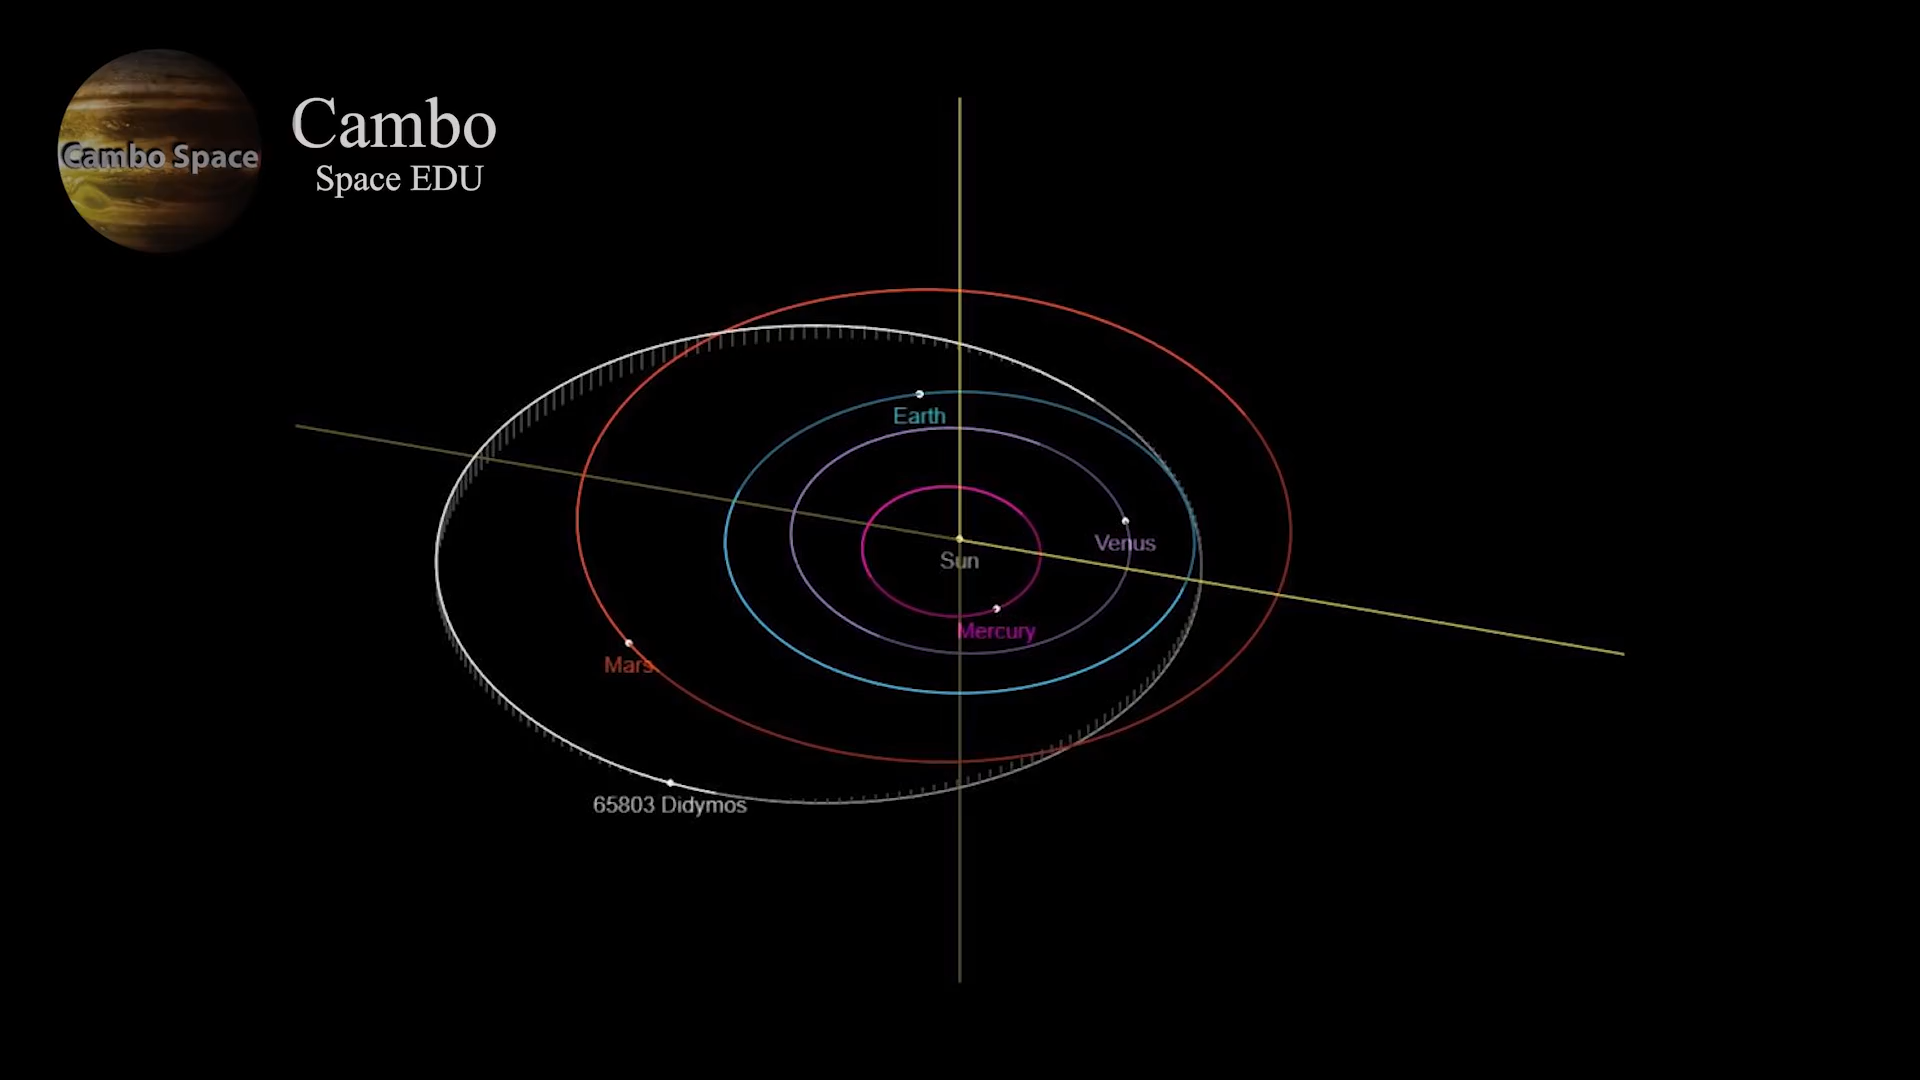 Cambo
Space EDU
Cambo Space
Earth
Venus
Sun
Mercury
Mars
65803 Didymos